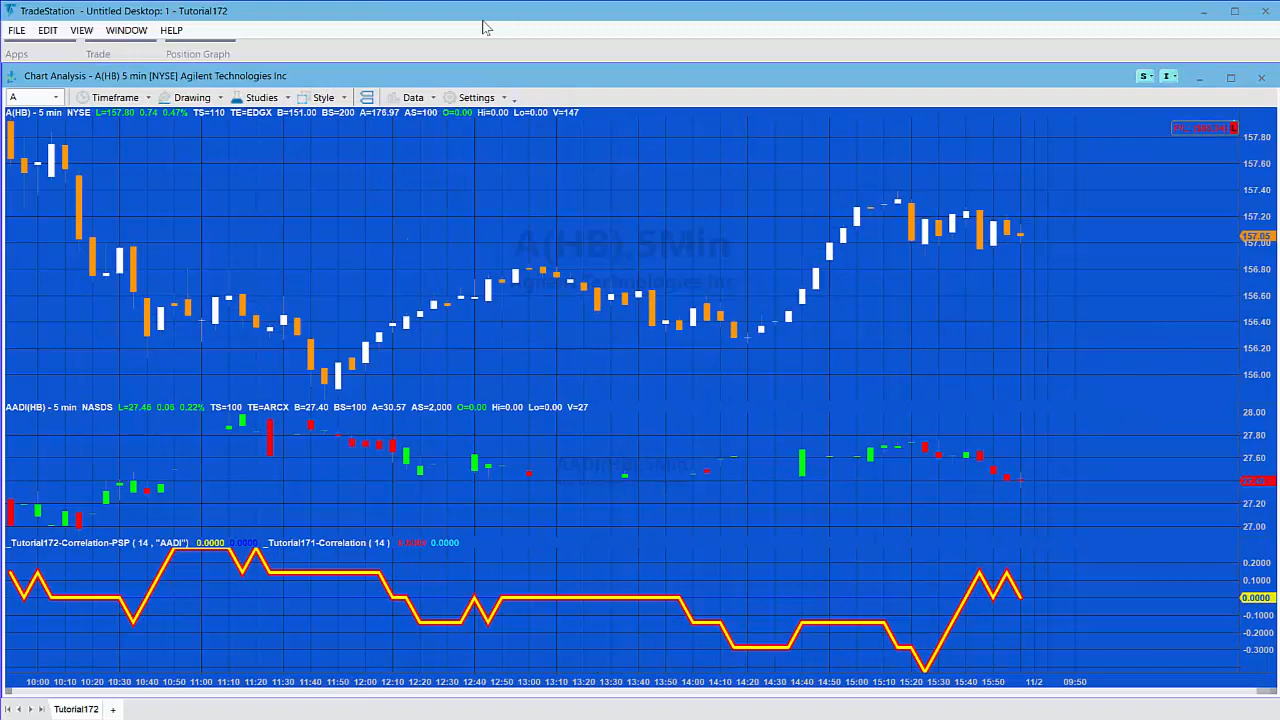 TradeStation - Untitled Desktop: 1 - Tutorial172
FILE EDIT VIEW WINDOW HELP
Apps Trade Position Graph
Chart Analysis - A(HB) 5 min [NYSE] Agilent Technologies Inc
S I
A Timeframe Drawing Studies Style Data Settings
A(HB) - 5 min NYSE L=157.80 0.74 0.47% TS=110 TE=EDGX B=151.00 BS=200 A=176.97 AS=100 O=0.00 Hi=0.00 Lo=0.00 V=147
157.80
157.60
157.40
157.20
157.05
157.00
A(HB),5Min
156.80
Agilent Technologies Inc
156.60
156.40
156.20
156.00
AADI(HB) - 5 min NASDS L=27.46 0.06 0.22% TS=100 TE=ARCX B=27.40 BS=100 A=30.57 AS=2,000 O=0.00 Hi=0.00 Lo=0.00 V=27
28.00
27.80
27.60
AADI(HB),5Min
27.20
27.00
_Tutorial172-Correlation-PSP ( 14 , "AADI") 0.0000 0.0000 _Tutorial171-Correlation ( 14 ) 0.0000 0.0000
0.2000
0.1000
0.0000
-0.1000
-0.2000
-0.3000
10:00 10:10 10:30 10:40 10:50 11:00 11:10 11:20 11:30 11:40 11:50 12:00 12:10 12:20 12:30 12:40 12:50 13:00 13:10 13:20 13:30 13:40 13:50 14:00 14:10 14:20 14:30 14:40 14:50 15:00 15:10 15:20 15:30 15:40 15:50 11/2 09:50
Tutorial172 +